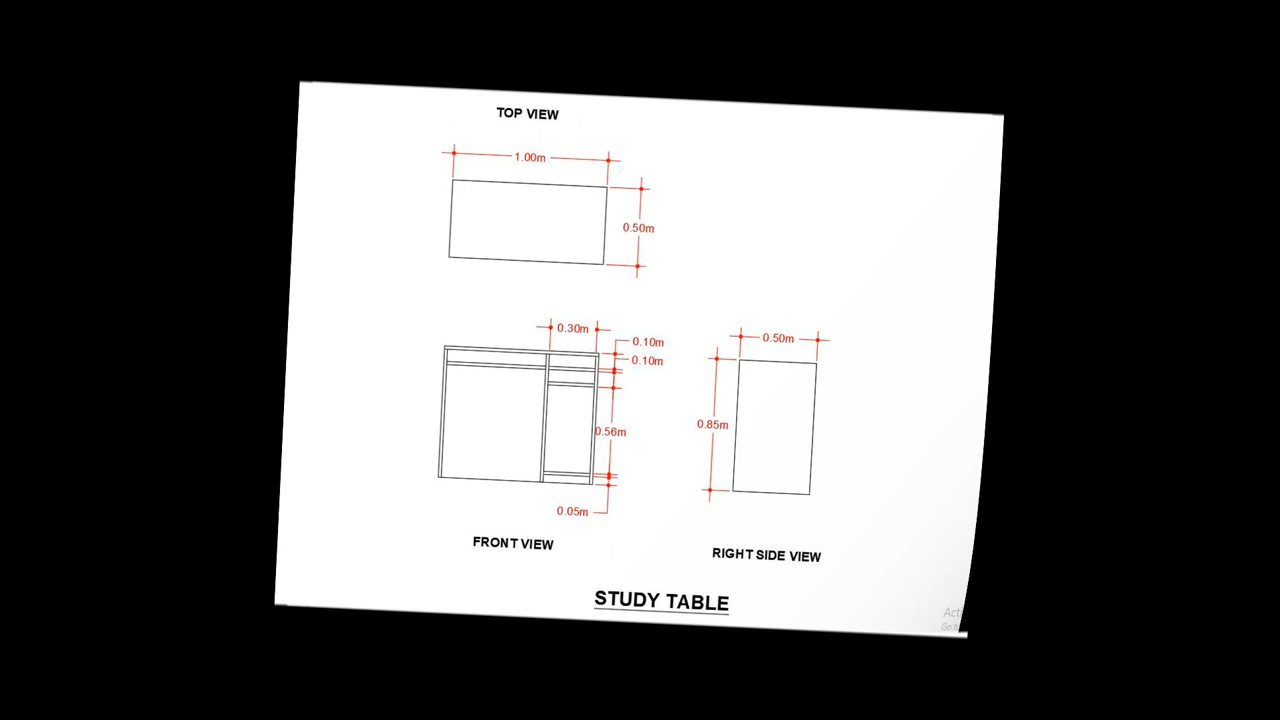 TOP VIEW
1.00m
0.50m
0.30m
0.10m
0.10m
0.56m
0.05m
FRONT VIEW
0.50m
0.85m
RIGHT SIDE VIEW
STUDY TABLE